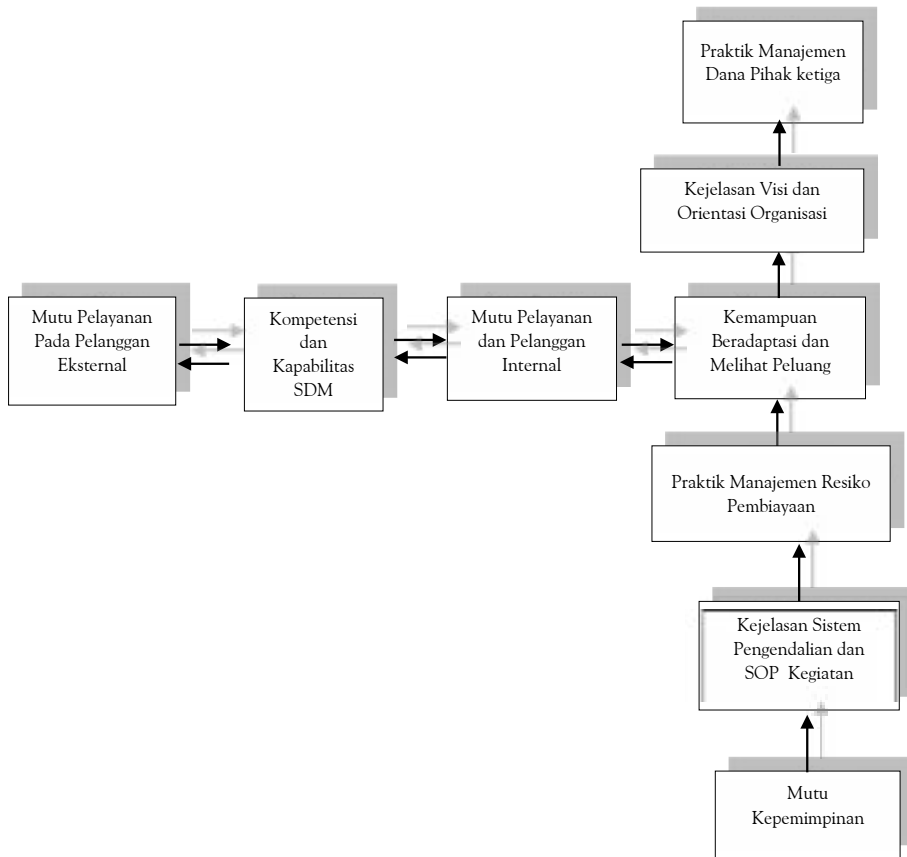 Praktik Manajemen
Dana Pihak ketiga
Kejelasan Visi dan
Orientasi Organisasi
Mutu Pelayanan
Pada Pelanggan
Eksternal
Kompetensi
dan
Kapabilitas
SDM
Mutu Pelayanan
dan Pelanggan
Internal
Kemampuan
Beradaptasi dan
Melihat Peluang
Praktik Manajemen Resiko
Pembiayaan
Kejelasan Sistem
Pengendalian dan
SOP Kegiatan
Mutu
Kepemimpinan